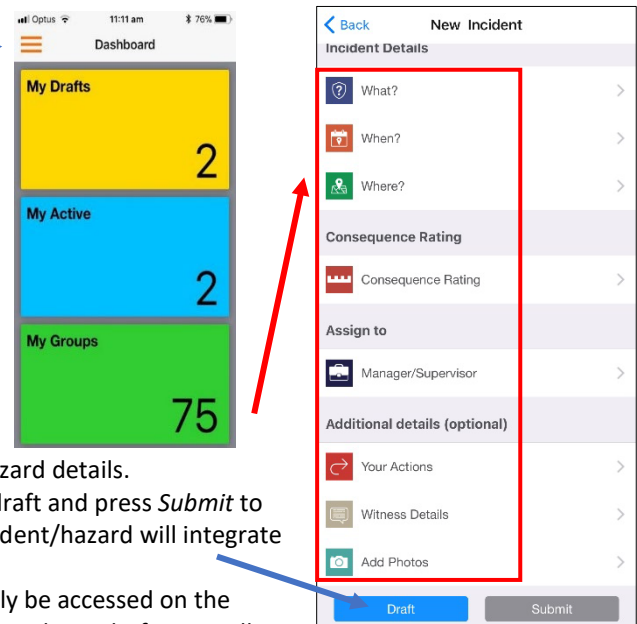 Optus 11:11 am 76%
Dashboard
My Drafts
2
My Active
2
My Groups
75
zard details.
draft and press Submit to
dent/hazard will integrate
ly be accessed on the
Back New Incident
Incident Details
What?
When?
Where?
Consequence Rating
Consequence Rating
Assign to
Manager/Supervisor
Additional details (optional)
Your Actions
Witness Details
Add Photos
Draft Submit